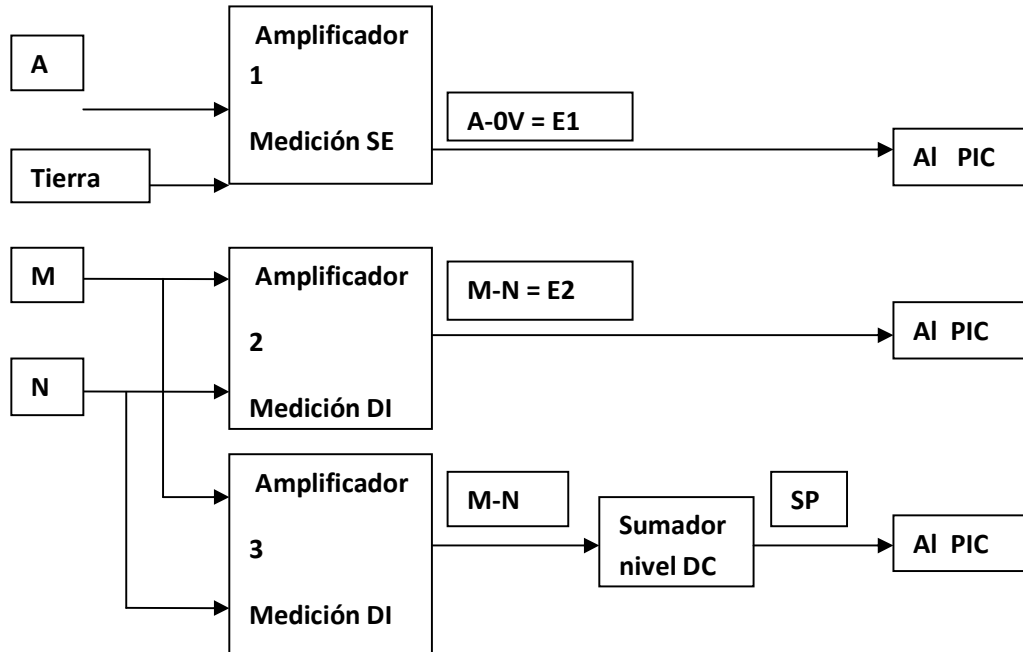 A
Tierra
Amplificador
1
Medición SE
A-0V = E1
Al PIC
M
N
Amplificador
2
Medición DI
M-N = E2
Al PIC
Amplificador
3
Medición DI
M-N
Sumador
nivel DC
SP
Al PIC